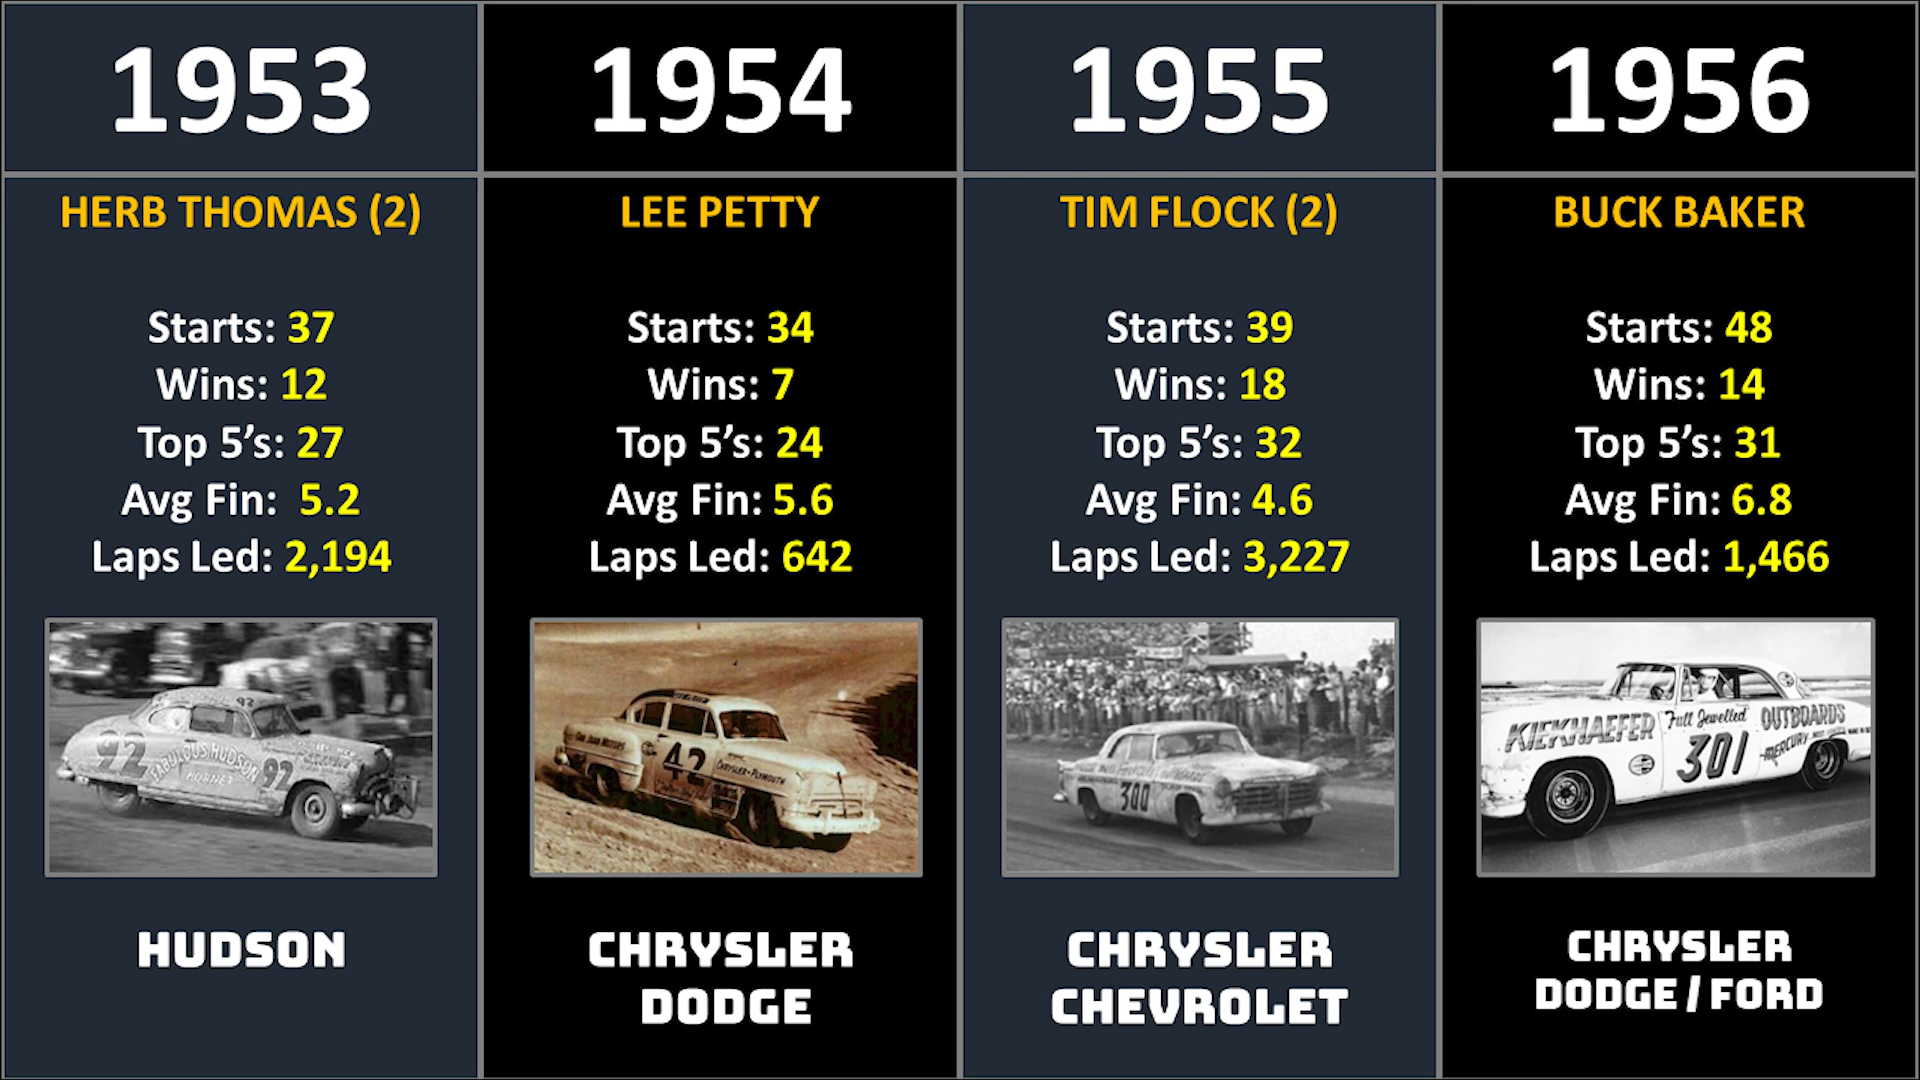 1953
HERB THOMAS (2)
Starts: 37
Wins: 12
Top 5’s: 27
Avg Fin: 5.2
Laps Led: 2,194
92
92
FABULOUS HUDSON
HORNET
92
HUDSON
1954
LEE PETTY
Starts: 34
Wins: 7
Top 5’s: 24
Avg Fin: 5.6
Laps Led: 642
42
CHRYSLER-PLYMOUTH
CHRYSLER
DODGE
1955
TIM FLOCK (2)
Starts: 39
Wins: 18
Top 5’s: 32
Avg Fin: 4.6
Laps Led: 3,227
300
CHRYSLER
CHEVROLET
1956
BUCK BAKER
Starts: 48
Wins: 14
Top 5’s: 31
Avg Fin: 6.8
Laps Led: 1,466
KIEKHAEFER Full Jewelled OUTBOARDS
301 MERCURY
CHRYSLER
DODGE / FORD